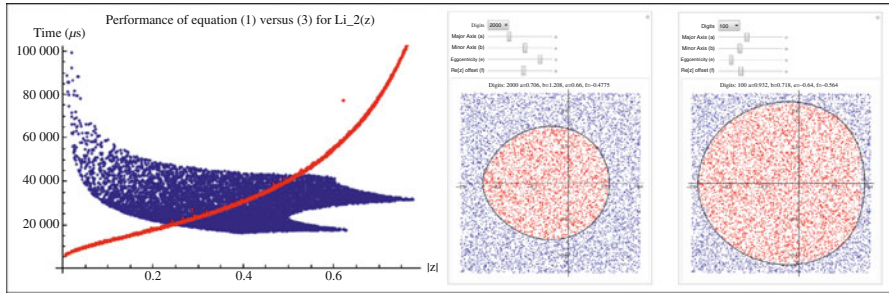 Performance of equation (1) versus (3) for Li_2(z)
Time (μs)
100 000
80 000
60 000
40 000
20 000
0.2
0.4
0.6
|z|
Digits: 2000
Major Axis (a)
Minor Axis (b)
Eggcentricity (e)
Re[z] offset (f)
Digits: 2000 a=0.706, b=1.208, e=0.66, f=-0.4775
Digits: 100
Major Axis (a)
Minor Axis (b)
Eggcentricity (e)
Re[z] offset (f)
Digits: 100 a=0.932, b=0.718, e=-0.64, f=-0.564